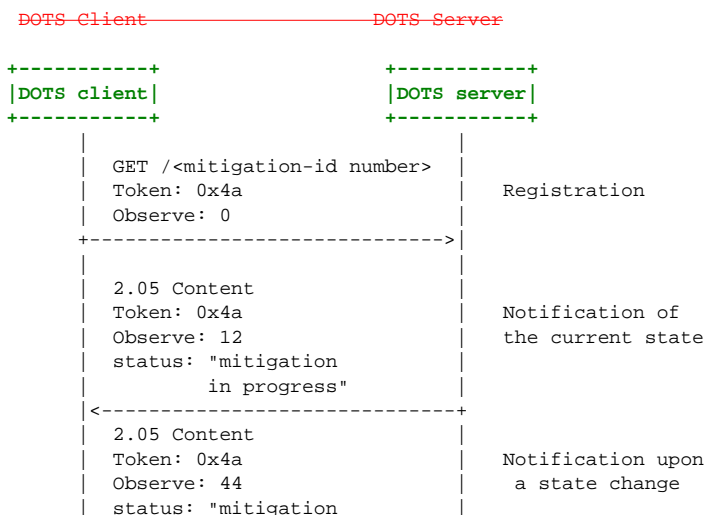 DOTS Client DOTS Server
+-----------+ +-----------+
|DOTS client| |DOTS server|
+-----------+ +-----------+
| |
| GET /<mitigation-id number> |
| Token: 0x4a | Registration
| Observe: 0 |
+------------------------------>|
| |
| 2.05 Content |
| Token: 0x4a | Notification of
| Observe: 12 | the current state
| status: "mitigation |
| in progress" |
|<------------------------------+
| 2.05 Content |
| Token: 0x4a | Notification upon
| Observe: 44 | a state change
| status: "mitigation |